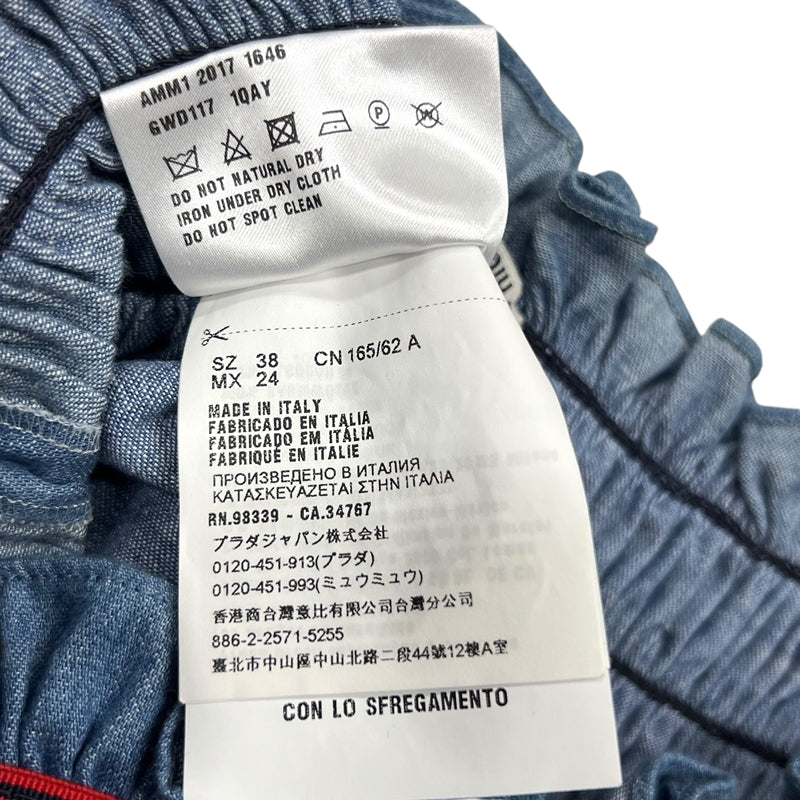 AMM1 2017 1646
GWD117 1QAY
P
DO NOT NATURAL DRY
IRON UNDER DRY CLOTH
DO NOT SPOT CLEAN
SZ 38 CN 165/62 A
MX 24
MADE IN ITALY
FABRICADO EN ITALIA
FABRICADO EM ITÀLIA
FABRIQUÉ EN ITALIE
ПРОИЗВЕДЕНО В ИТАЛИЯ
ΚΑΤΑΣΚΕΥΑΖΕΤΑΙ ΣΤΗΝ ΙΤΑΛΙΑ
RN.98339 - CA.34767
プラダジャパン株式会社
0120-451-913(プラダ)
0120-451-993(ミュウミュウ)
香港商台灣意比有限公司台灣分公司
886-2-2571-5255
臺北市中山區中山北路二段44號12樓A室
CON LO SFREGAMENTO